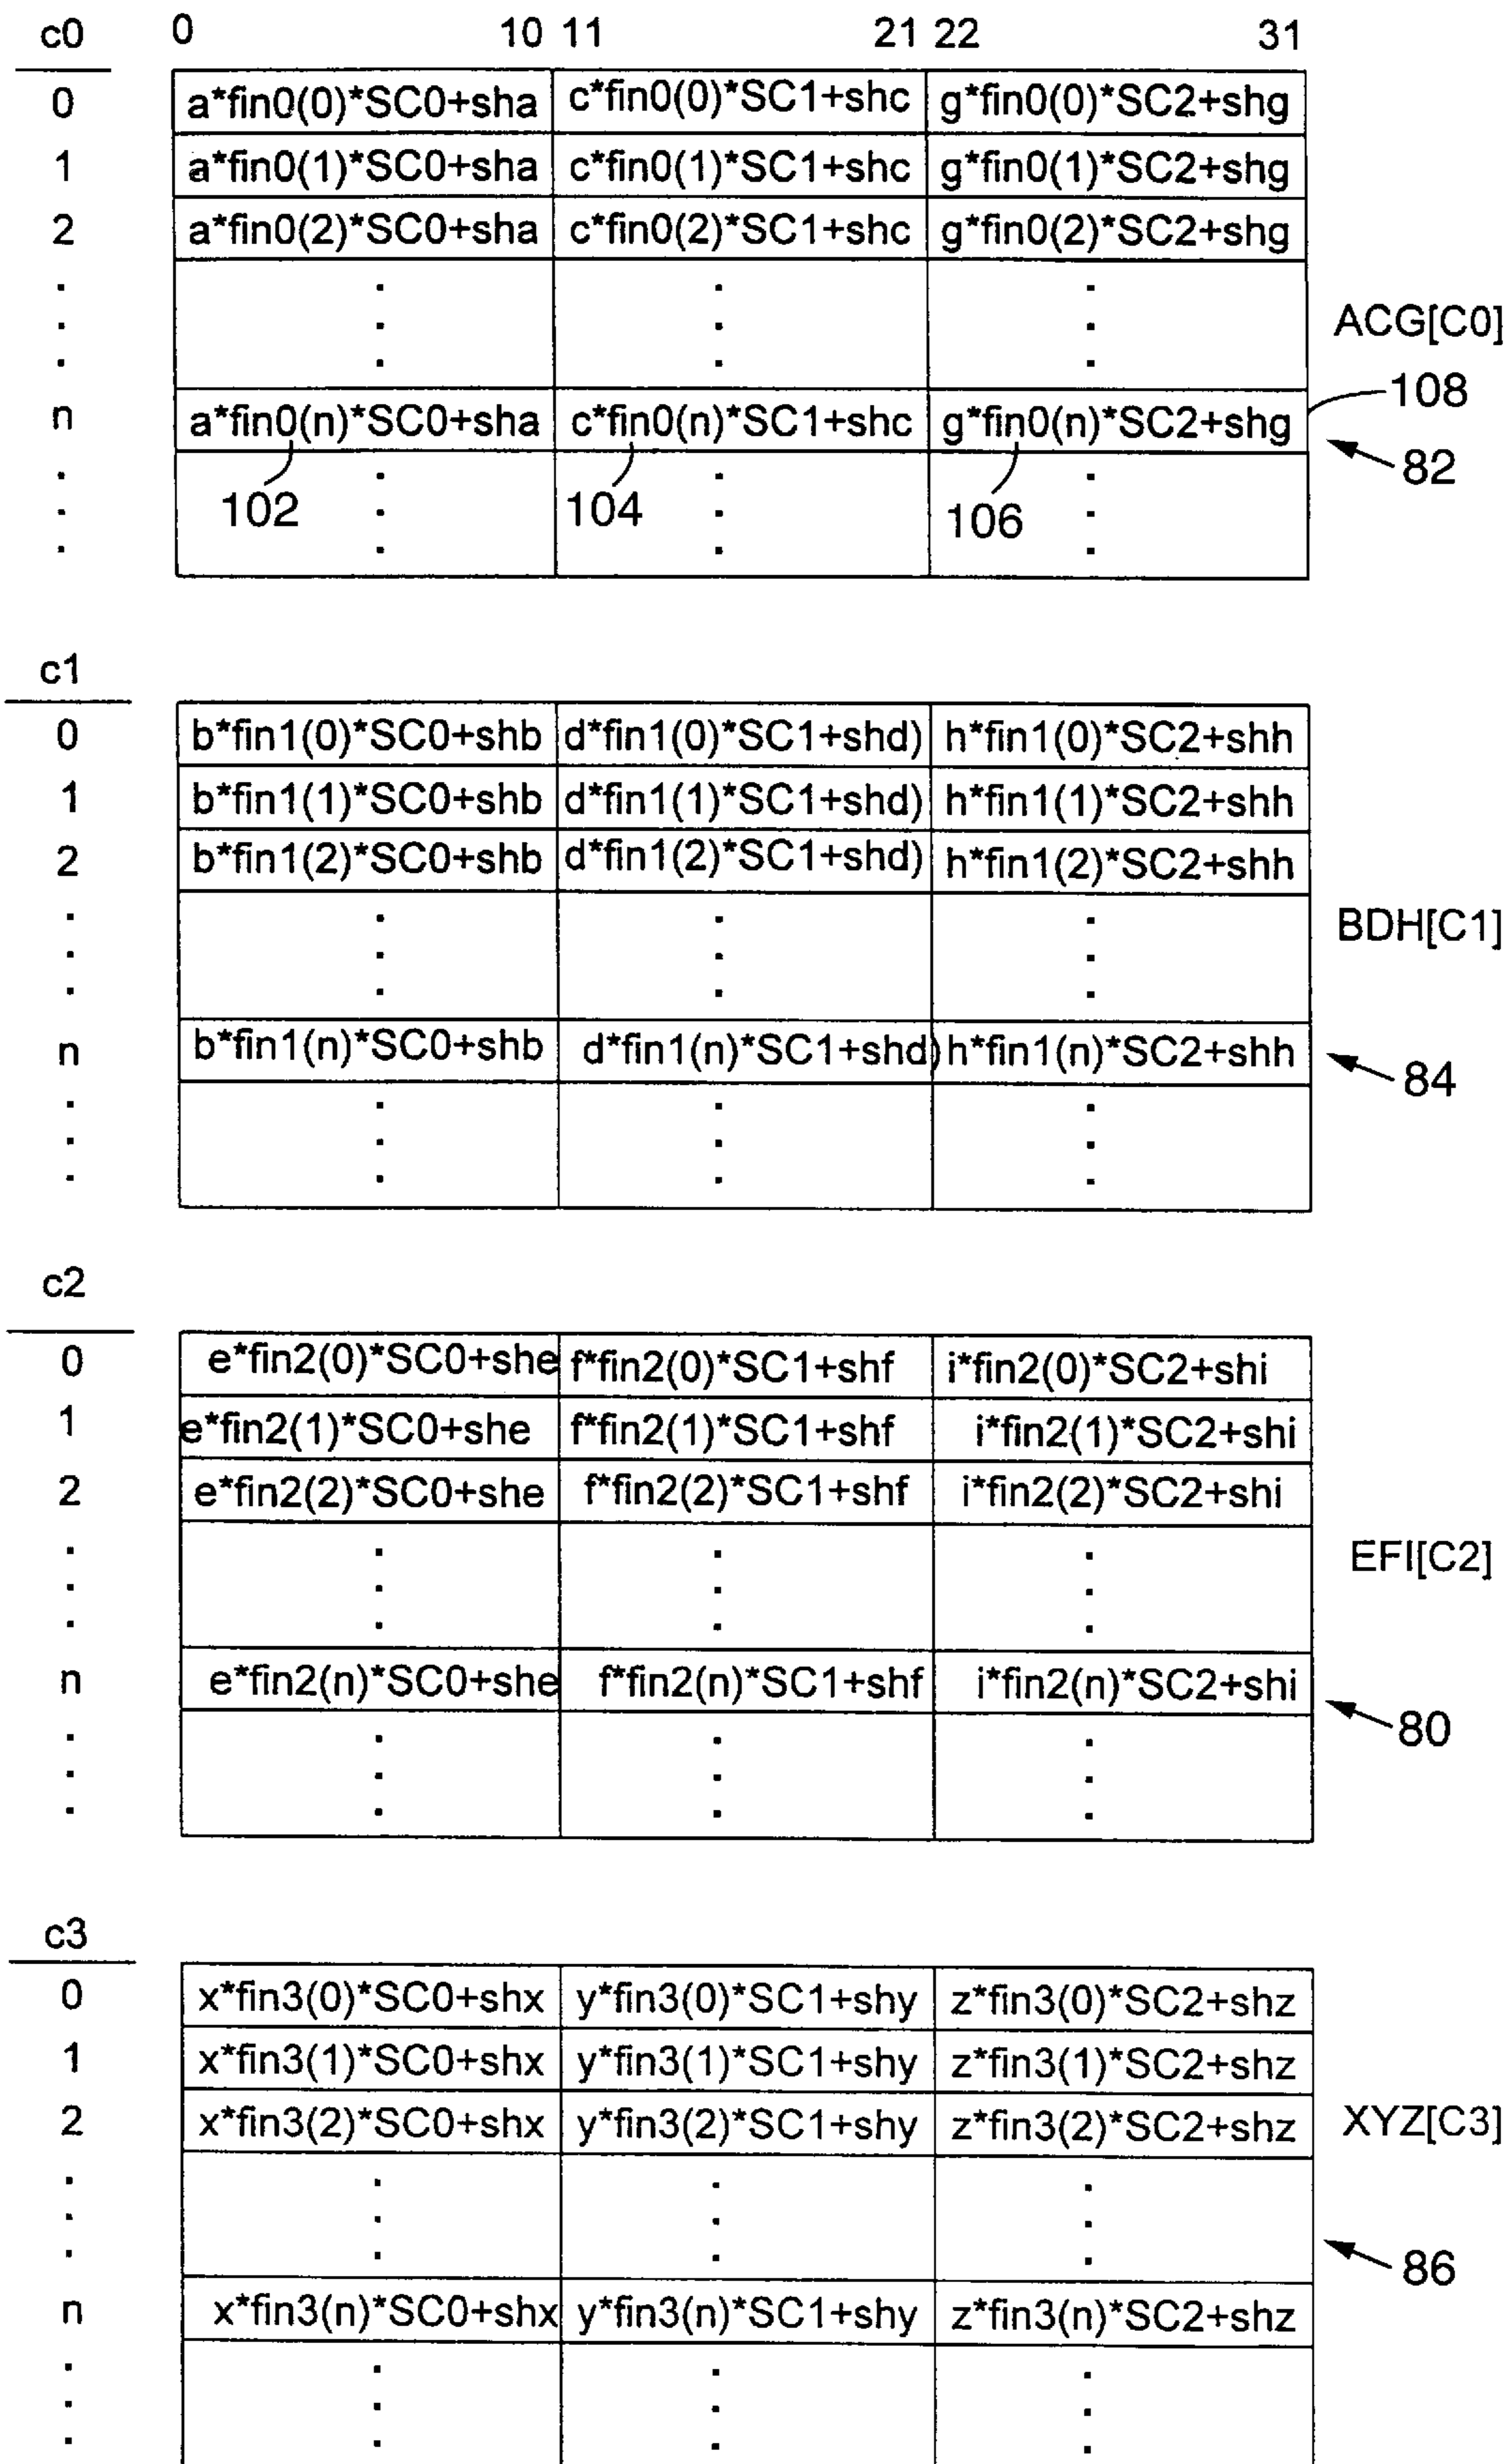 c0 0 10 11 21 22 31
0 a*fin0(0)*SC0+sha c*fin0(0)*SC1+shc g*fin0(0)*SC2+shg
1 a*fin0(1)*SC0+sha c*fin0(1)*SC1+shc g*fin0(1)*SC2+shg
2 a*fin0(2)*SC0+sha c*fin0(2)*SC1+shc g*fin0(2)*SC2+shg
ACG[C0]
108
n a*fin0(n)*SC0+sha c*fin0(n)*SC1+shc g*fin0(n)*SC2+shg
82
102 104 106
c1
0 b*fin1(0)*SC0+shb d*fin1(0)*SC1+shd) h*fin1(0)*SC2+shh
1 b*fin1(1)*SC0+shb d*fin1(1)*SC1+shd) h*fin1(1)*SC2+shh
2 b*fin1(2)*SC0+shb d*fin1(2)*SC1+shd) h*fin1(2)*SC2+shh
BDH[C1]
n b*fin1(n)*SC0+shb d*fin1(n)*SC1+shd) h*fin1(n)*SC2+shh
84
c2
0 e*fin2(0)*SC0+she f*fin2(0)*SC1+shf i*fin2(0)*SC2+shi
1 e*fin2(1)*SC0+she f*fin2(1)*SC1+shf i*fin2(1)*SC2+shi
2 e*fin2(2)*SC0+she f*fin2(2)*SC1+shf i*fin2(2)*SC2+shi
EFI[C2]
n e*fin2(n)*SC0+she f*fin2(n)*SC1+shf i*fin2(n)*SC2+shi
80
c3
0 x*fin3(0)*SC0+shx y*fin3(0)*SC1+shy z*fin3(0)*SC2+shz
1 x*fin3(1)*SC0+shx y*fin3(1)*SC1+shy z*fin3(1)*SC2+shz
2 x*fin3(2)*SC0+shx y*fin3(2)*SC1+shy z*fin3(2)*SC2+shz
XYZ[C3]
86
n x*fin3(n)*SC0+shx y*fin3(n)*SC1+shy z*fin3(n)*SC2+shz